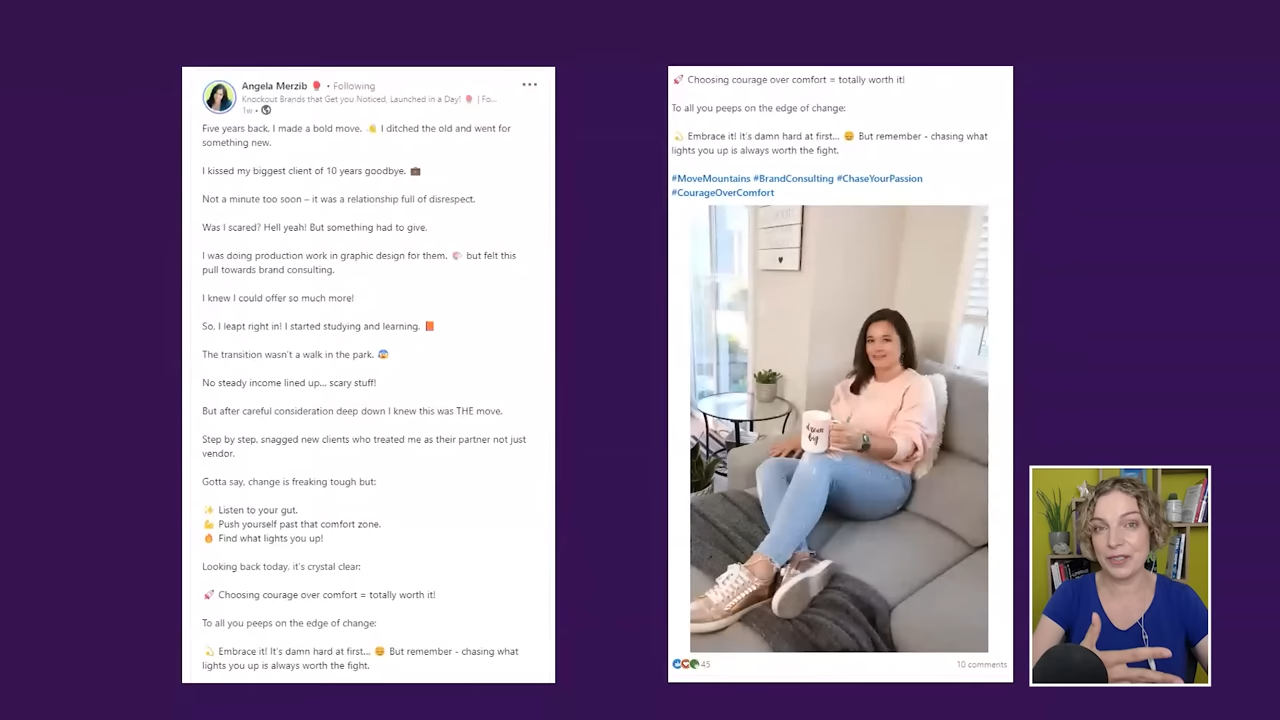 Angela Merzib 🥊 • Following
Knockout Brands that Get you Noticed, Launched in a Day! 🥊 | Fo...
1w •
Five years back, I made a bold move. 👋 I ditched the old and went for
something new.
I kissed my biggest client of 10 years goodbye. 💼
Not a minute too soon – it was a relationship full of disrespect.
Was I scared? Hell yeah! But something had to give.
I was doing production work in graphic design for them. but felt this
pull towards brand consulting.
I knew I could offer so much more!
So, I leapt right in! I started studying and learning. 📙
The transition wasn't a walk in the park. 😱
No steady income lined up... scary stuff!
But after careful consideration deep down I knew this was THE move.
Step by step, snagged new clients who treated me as their partner not just
vendor.
Gotta say, change is freaking tough but:
✨ Listen to your gut.
💪 Push yourself past that comfort zone.
🔥 Find what lights you up!
Looking back today, it's crystal clear:
🚀 Choosing courage over comfort = totally worth it!
To all you peeps on the edge of change:
💫 Embrace it! It's damn hard at first... 😊 But remember - chasing what
lights you up is always worth the fight.
🚀 Choosing courage over comfort = totally worth it!
To all you peeps on the edge of change:
💫 Embrace it! It's damn hard at first... 😊 But remember - chasing what
lights you up is always worth the fight.
#MoveMountains #BrandConsulting #ChaseYourPassion
#CourageOverComfort
dream
big
45
10 comments